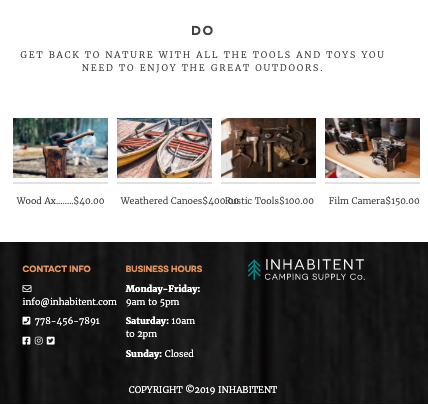 DO
GET BACK TO NATURE WITH ALL THE TOOLS AND TOYS YOU
NEED TO ENJOY THE GREAT OUTDOORS.
Wood Ax........$40.00
Weathered Canoes$400.00
Rustic Tools$100.00
Film Camera$150.00
CONTACT INFO
info@inhabitent.com
778-456-7891
BUSINESS HOURS
Monday-Friday:
9am to 5pm
Saturday: 10am
to 2pm
Sunday: Closed
INHABITENT
CAMPING SUPPLY Co.
COPYRIGHT ©2019 INHABITENT